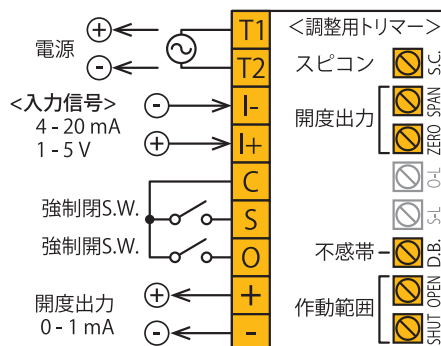 電源
+
-
<入力信号>
4-20 mA
1-5 V
-
+
強制閉S.W.
強制開S.W.
開度出力
0-1 mA
+
-
T1
T2
I-
I+
C
S
O
+
-
<調整用トリマー>
スピコン
S.C.
開度出力
SPAN
ZERO
O-L
S-L
不感帯
D.B.
作動範囲
OPEN
SHUT